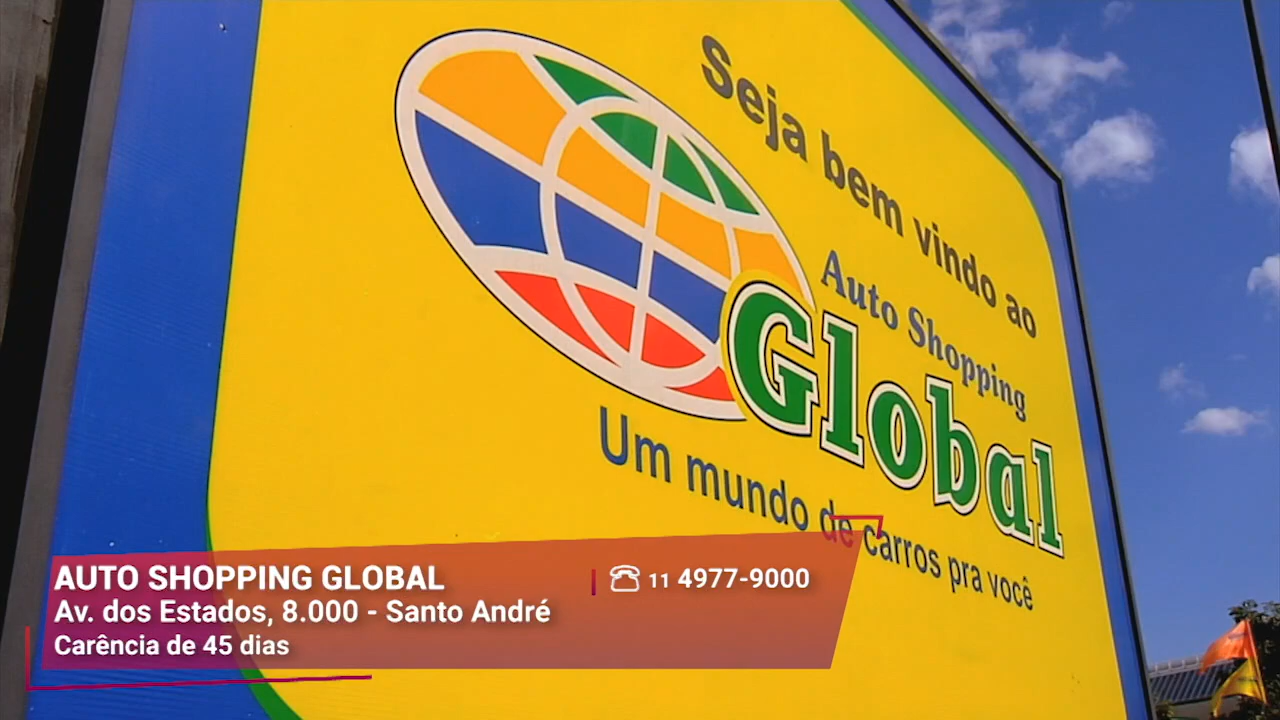 Seja bem vindo ao
Auto Shopping
Global
Um mundo de carros pra você
AUTO SHOPPING GLOBAL
11 4977-9000
Av. dos Estados, 8.000 - Santo André
Carência de 45 dias